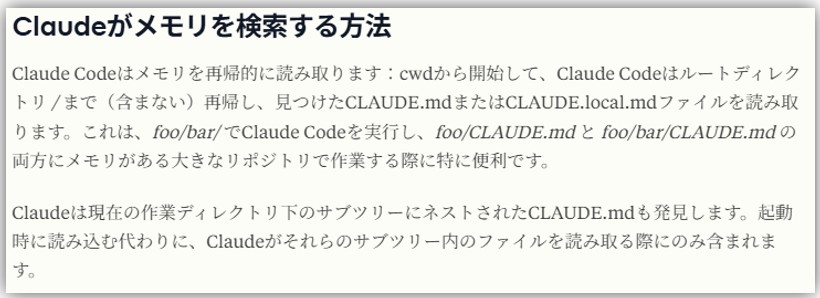 Claudeがメモリを検索する方法
Claude Codeはメモリを再帰的に読み取ります：cwdから開始して、Claude Codeはルートディレク
トリ / まで（含まない）再帰し、見つけたCLAUDE.mdまたはCLAUDE.local.mdファイルを読み取
ります。これは、foo/bar/ でClaude Codeを実行し、foo/CLAUDE.md と foo/bar/CLAUDE.md の
両方にメモリがある大きなリポジトリで作業する際に特に便利です。
Claudeは現在の作業ディレクトリ下のサブツリーにネストされたCLAUDE.mdも発見します。起動
時に読み込む代わりに、Claudeがそれらのサブツリー内のファイルを読み取る際にのみ含まれま
す。